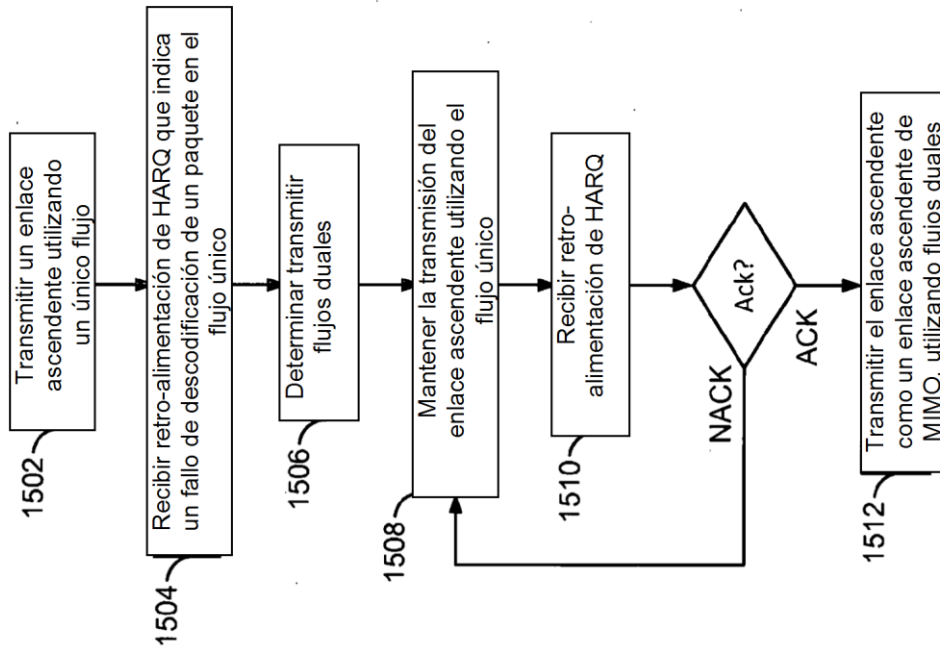 1502
Transmitir un enlace
ascendente utilizando
un único flujo
1504
Recibir retro-alimentación de HARQ que indica
un fallo de descodificación de un paquete en el
flujo único
1506
Determinar transmitir
flujos duales
1508
Mantener la transmisión del
enlace ascendente utilizando el
flujo único
1510
Recibir retro-
alimentación de HARQ
Ack?
NACK
ACK
1512
Transmitir el enlace ascendente
como un enlace ascendente de
MIMO, utilizando flujos duales